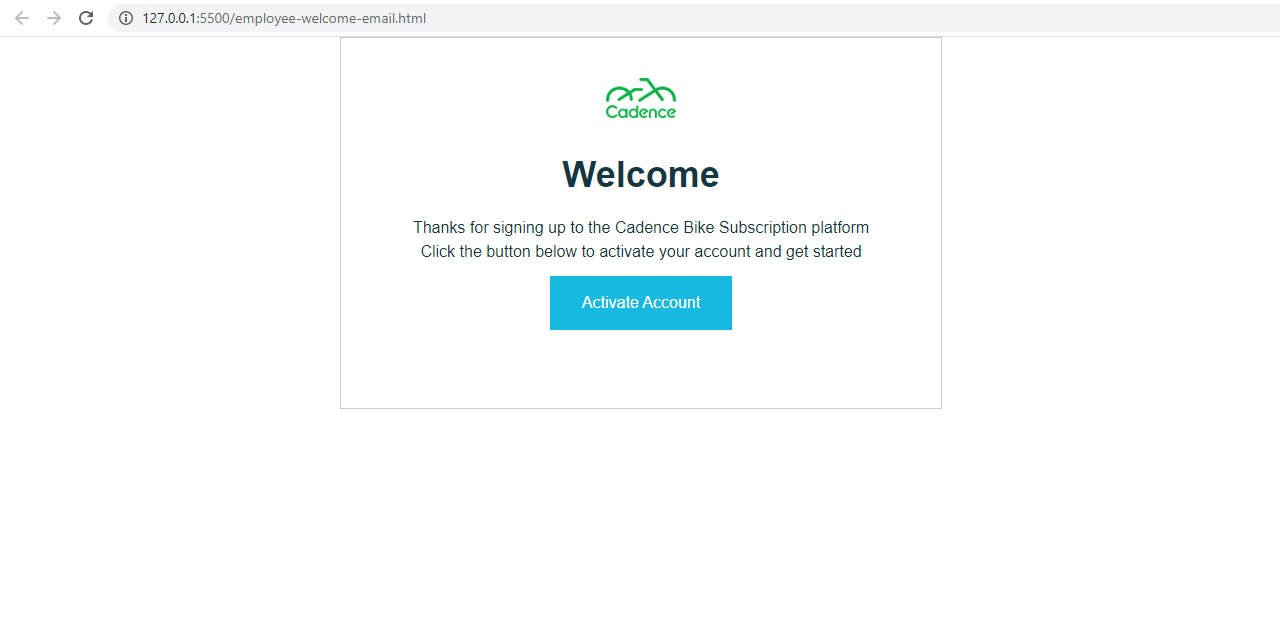 127.0.0.1:5500/employee-welcome-email.html
Cadence
Welcome
Thanks for signing up to the Cadence Bike Subscription platform
Click the button below to activate your account and get started
Activate Account